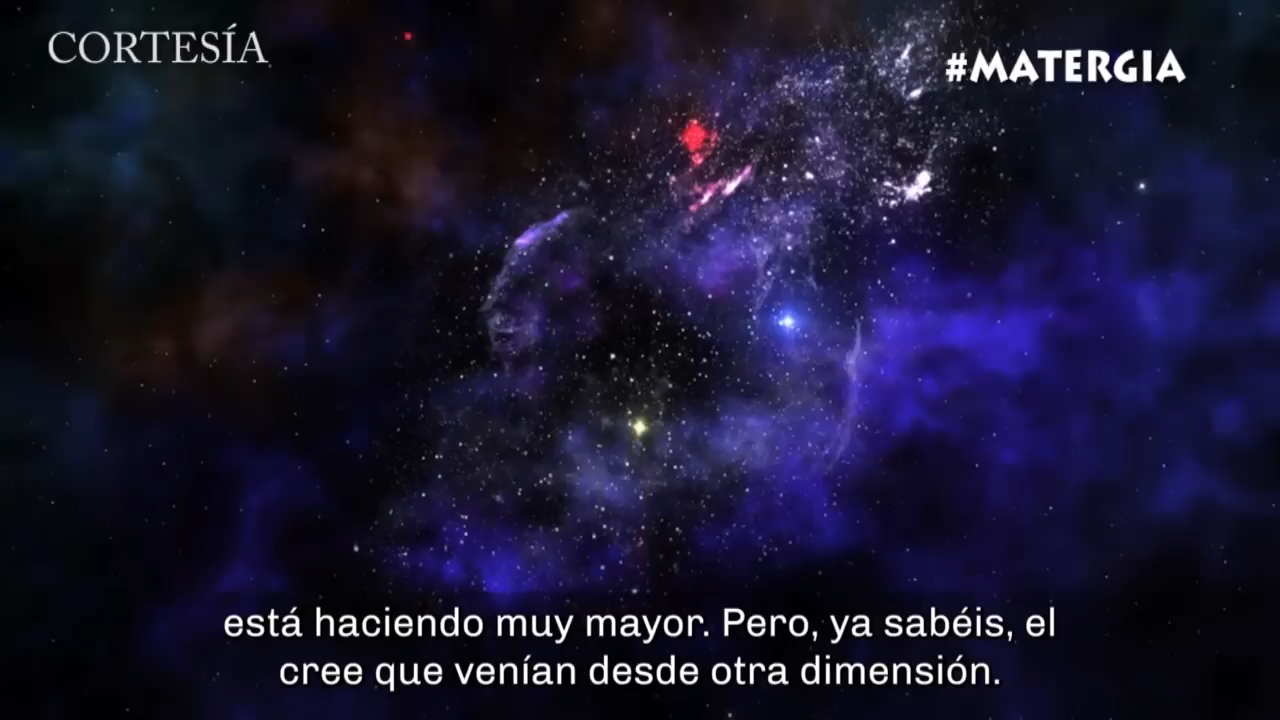 CORTESÍA
#MATERGIA
está haciendo muy mayor. Pero, ya sabéis, el
cree que venían desde otra dimensión.